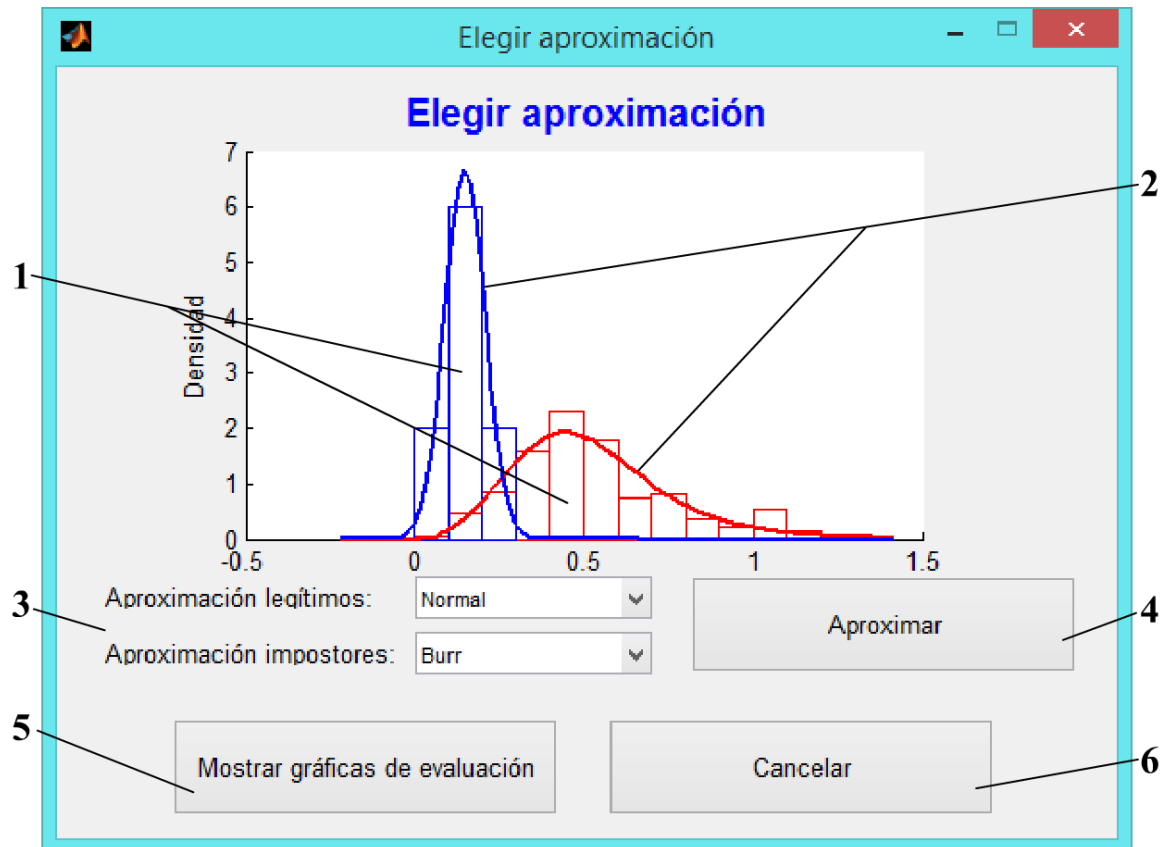 Elegir aproximación
Elegir aproximación
7
6
5
4
3
2
1
0
Densidad
-0.5 0 0.5 1 1.5
1
2
3
Aproximación legítimos: Normal
Aproximación impostores: Burr
Aproximar
4
5
Mostrar gráficas de evaluación
Cancelar
6